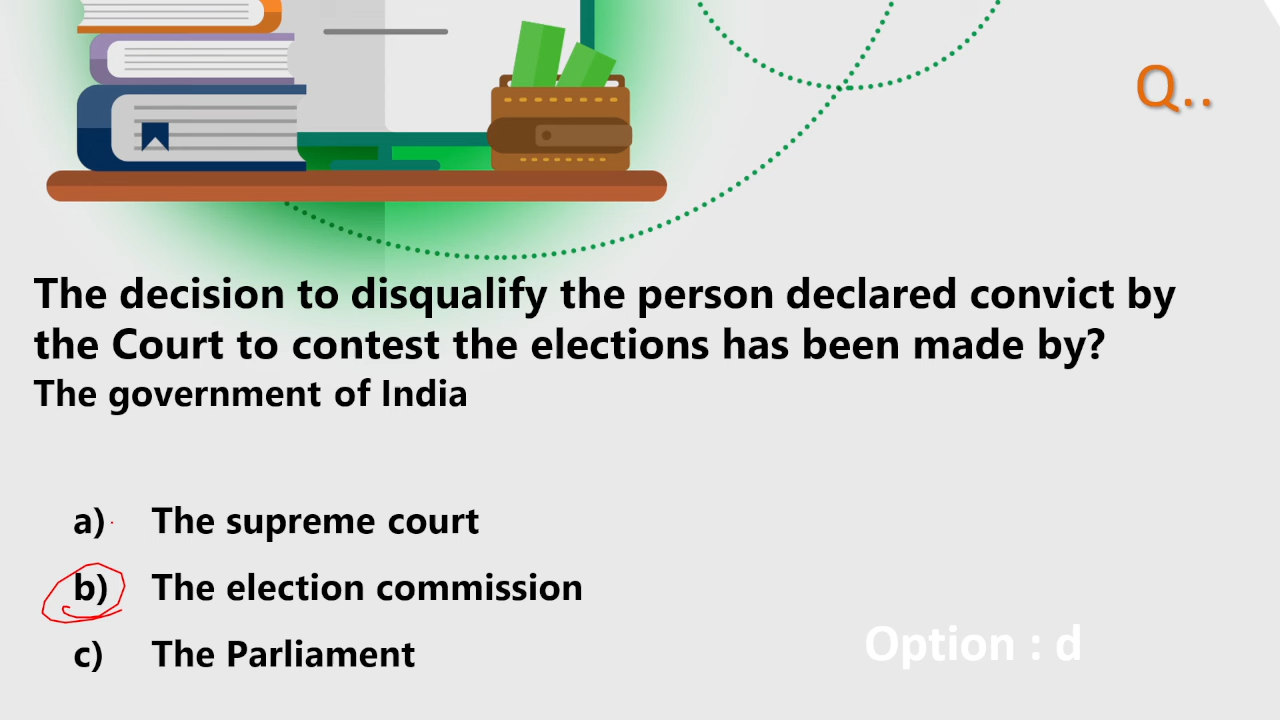 Q..
The decision to disqualify the person declared convict by
the Court to contest the elections has been made by?
The government of India
a) The supreme court
b) The election commission
c) The Parliament
Option : d